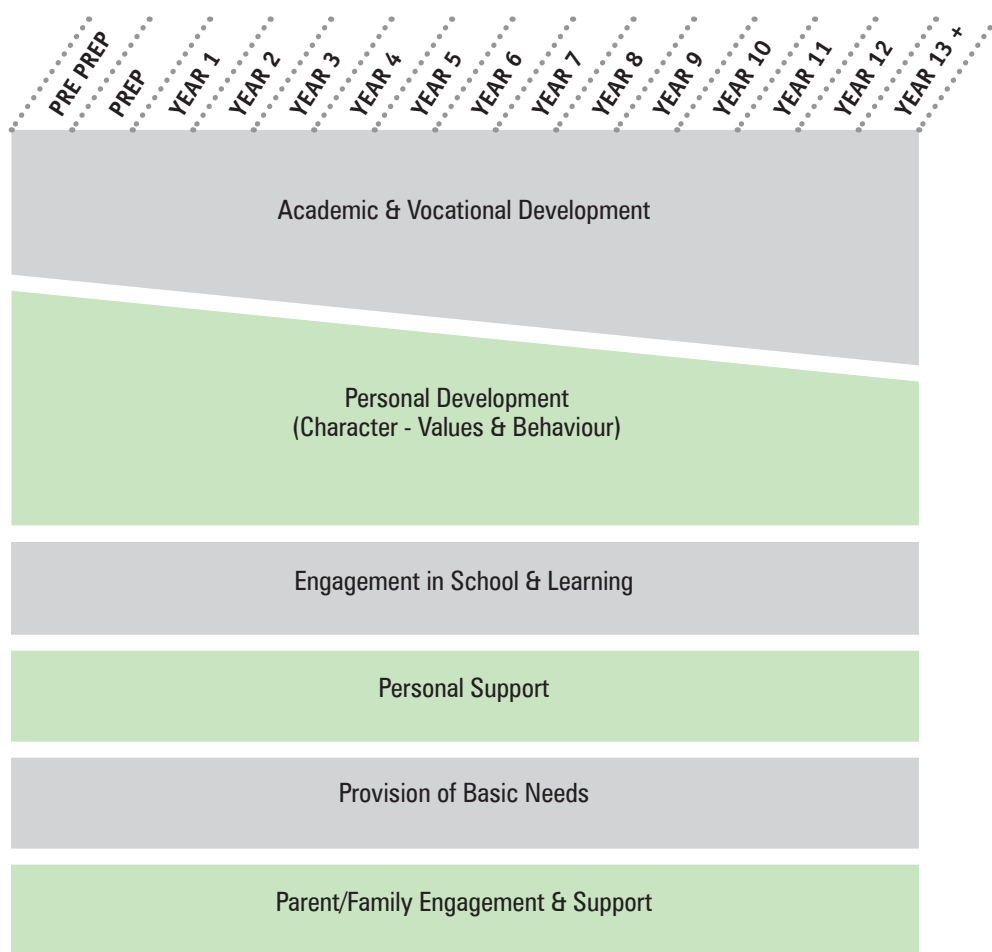 PRE PREP
PREP
YEAR 1
YEAR 2
YEAR 3
YEAR 4
YEAR 5
YEAR 6
YEAR 7
YEAR 8
YEAR 9
YEAR 10
YEAR 11
YEAR 12
YEAR 13 +
Academic & Vocational Development
Personal Development
(Character - Values & Behaviour)
Engagement in School & Learning
Personal Support
Provision of Basic Needs
Parent/Family Engagement & Support